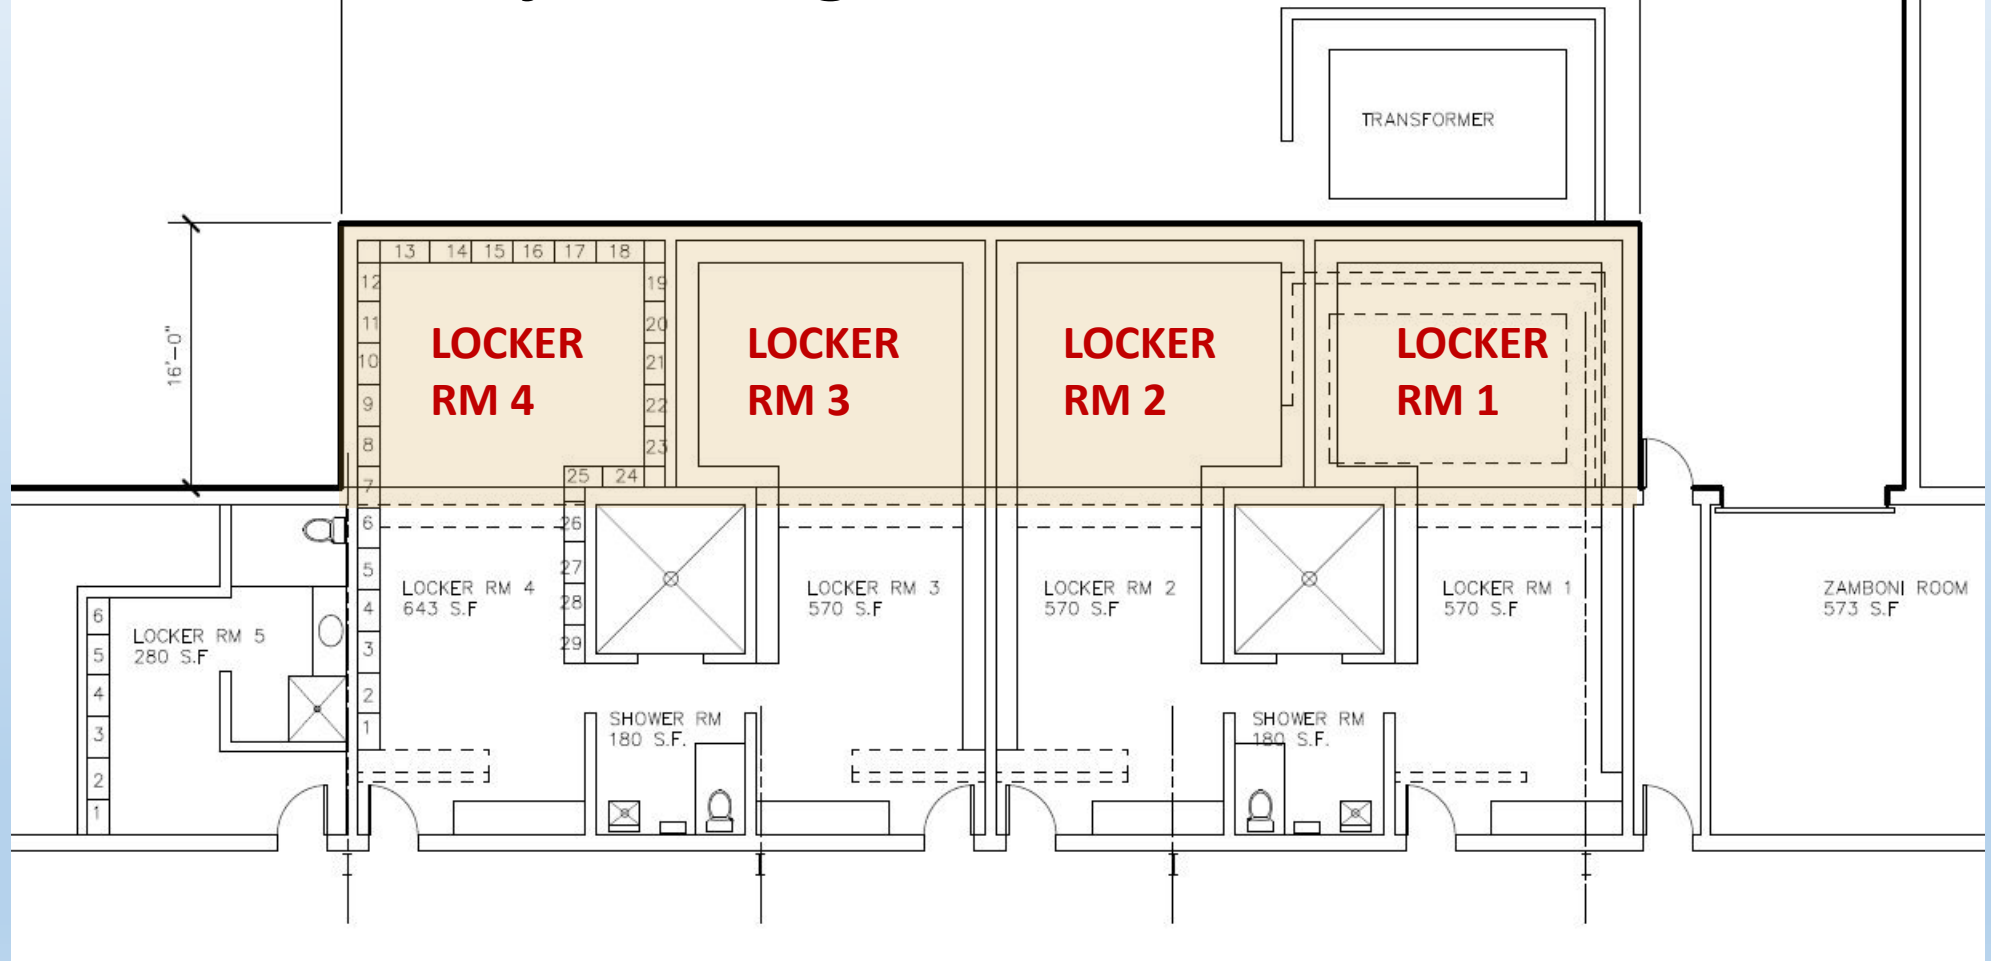 TRANSFORMER
13 14 15 16 17 18
12
11
10
9
8
7
6
5
4
3
2
1
19
20
21
22
23
25 24
26
27
28
29
16'-0"
LOCKER
RM 4
LOCKER
RM 3
LOCKER
RM 2
LOCKER
RM 1
LOCKER RM 4
643 S.F
LOCKER RM 3
570 S.F
LOCKER RM 2
570 S.F
LOCKER RM 1
570 S.F
ZAMBONI ROOM
573 S.F
6
5
4
3
2
1
LOCKER RM 5
280 S.F
SHOWER RM
180 S.F.
SHOWER RM
180 S.F.